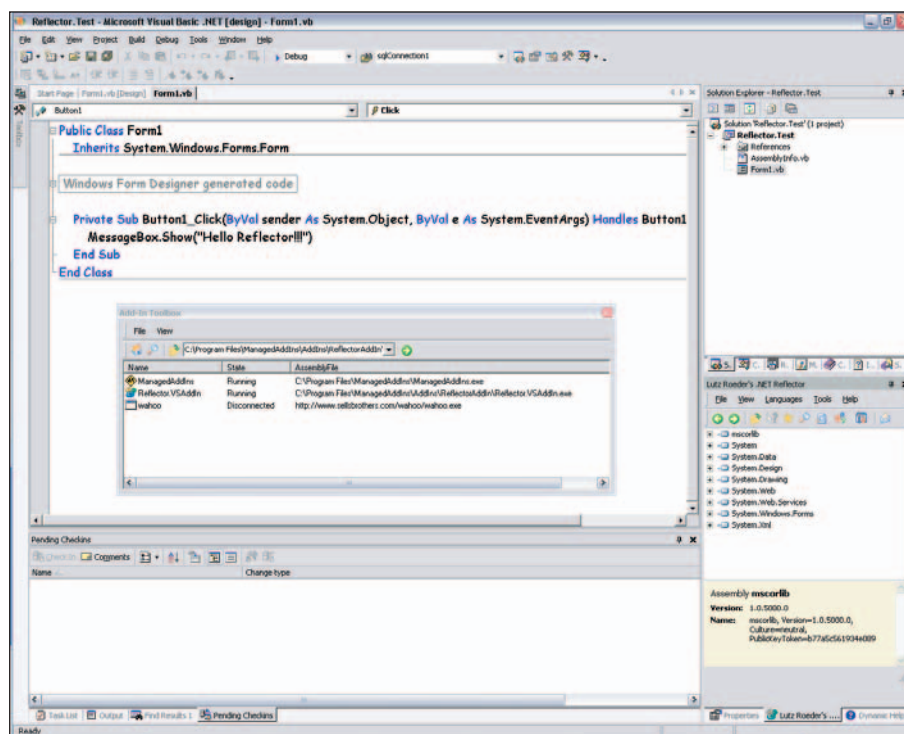 Reflector.Test - Microsoft Visual Basic .NET [design] - Form1.vb
File Edit View Project Build Debug Tools Window Help
Debug sqlConnection1
Start Page Form1.vb [Design] Form1.vb
Toolbox
Button1 Click
Public Class Form1
Inherits System.Windows.Forms.Form
Windows Form Designer generated code
Private Sub Button1_Click(ByVal sender As System.Object, ByVal e As System.EventArgs) Handles Button1
MessageBox.Show("Hello Reflector!!!")
End Sub
End Class
Add-In Toolbox
File View
C:\Program Files\ManagedAddIns\AddIns\ReflectorAddIn\
Name State AssemblyFile
ManagedAddIns Running C:\Program Files\ManagedAddIns\ManagedAddIns.exe
Reflector.VSAddIn Running C:\Program Files\ManagedAddIns\AddIns\ReflectorAddIn\Reflector.VSAddIn.exe
wahoo Disconnected http://www.sellsbrothers.com/wahoo/wahoo.exe
Pending Checkins
Check In Comments
Name Change type
Task List Output Find Results 1 Pending Checkins
Ready
Solution Explorer - Reflector.Test
Solution 'Reflector.Test' (1 project)
Reflector.Test
References
AssemblyInfo.vb
Form1.vb
S.. C.. R.. M.. C.. I.. S..
Lutz Roeder's .NET Reflector
File View Languages Tools Help
mscorlib
System
System.Data
System.Design
System.Drawing
System.Web
System.Web.Services
System.Windows.Forms
System.Xml
Assembly mscorlib
Version: 1.0.5000.0
Name: mscorlib, Version=1.0.5000.0,
Culture=neutral,
PublicKeyToken=b77a5c561934e089
Properties Lutz Roeder's .... Dynamic Help